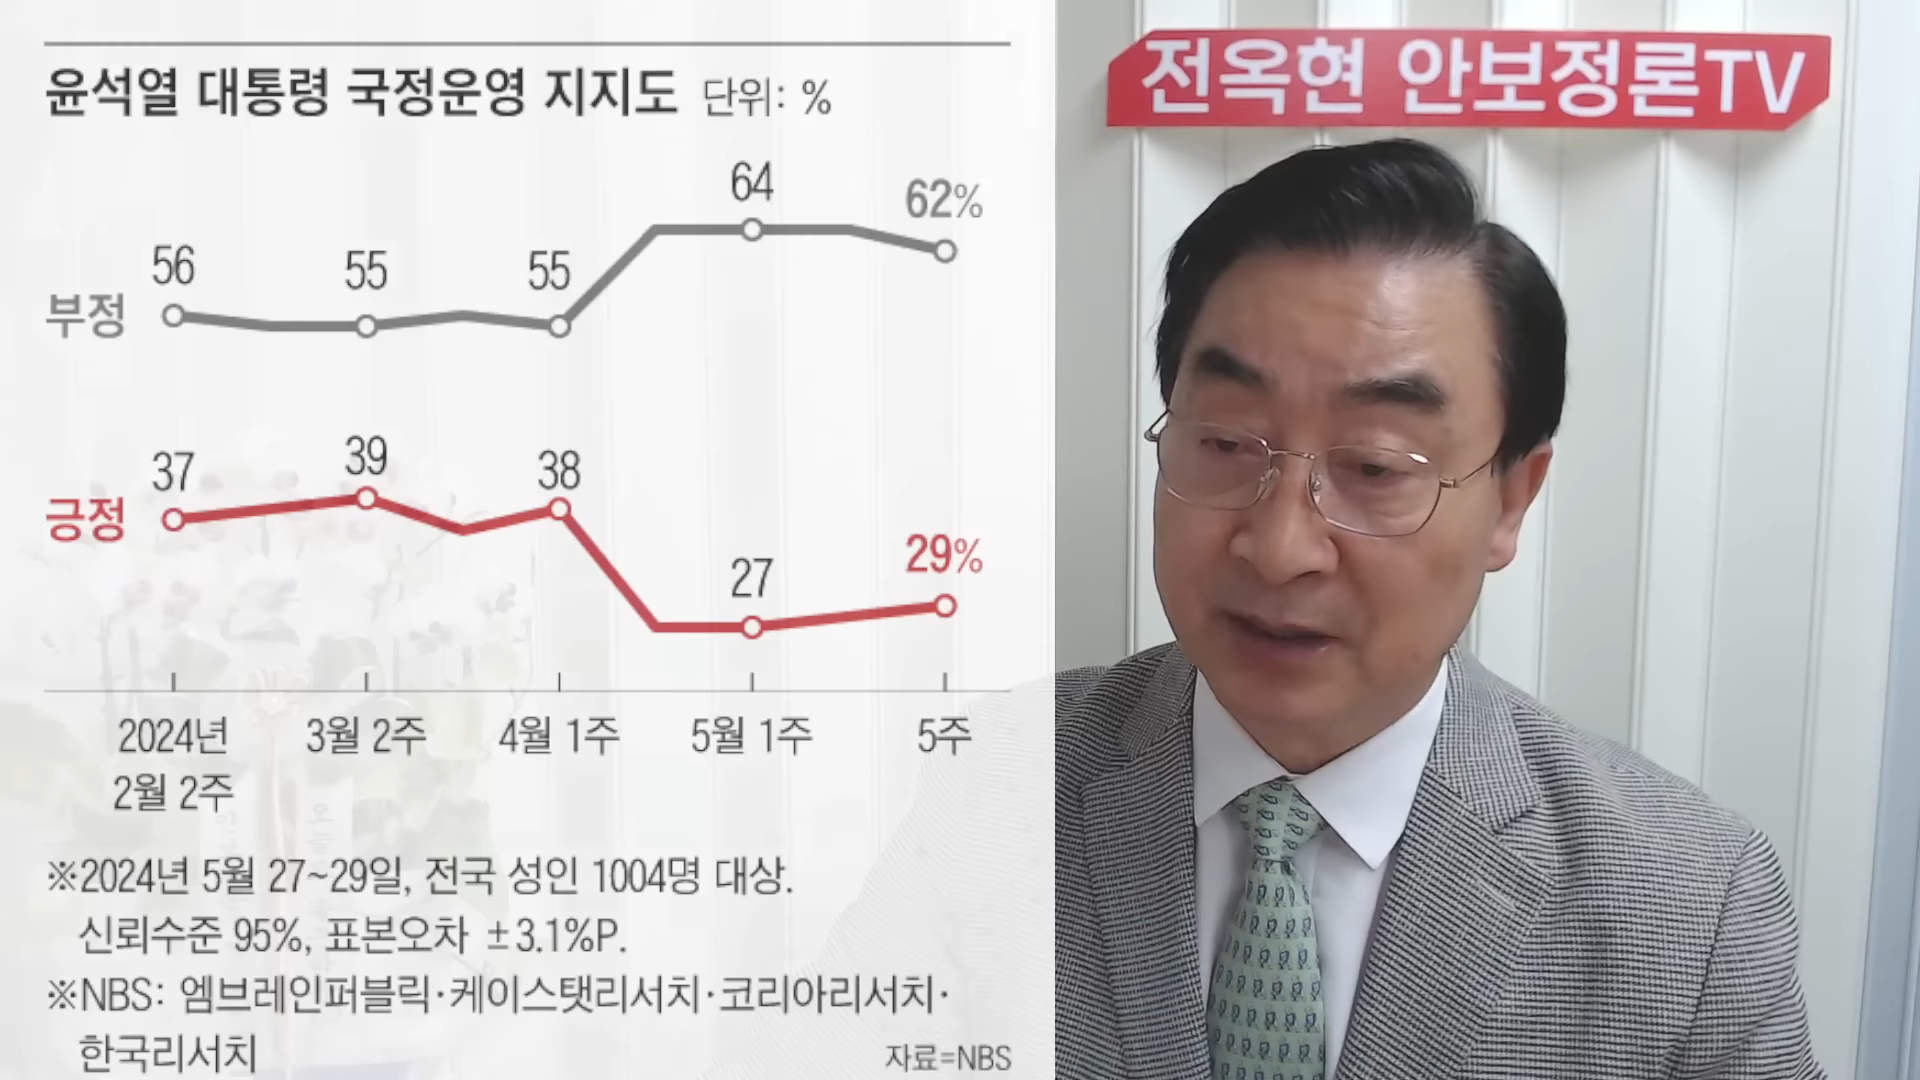 윤석열 대통령 국정운영 지지도 단위: %
64
62%
56
55
55
부정
37
39
38
긍정
27
29%
2024년
2월 2주
3월 2주
4월 1주
5월 1주
5주
※2024년 5월 27~29일, 전국 성인 1004명 대상.
신뢰수준 95%, 표본오차 ±3.1%P.
※NBS: 엠브레인퍼블릭·케이스탯리서치·코리아리서치·
한국리서치
자료=NBS
전옥현 안보정론TV